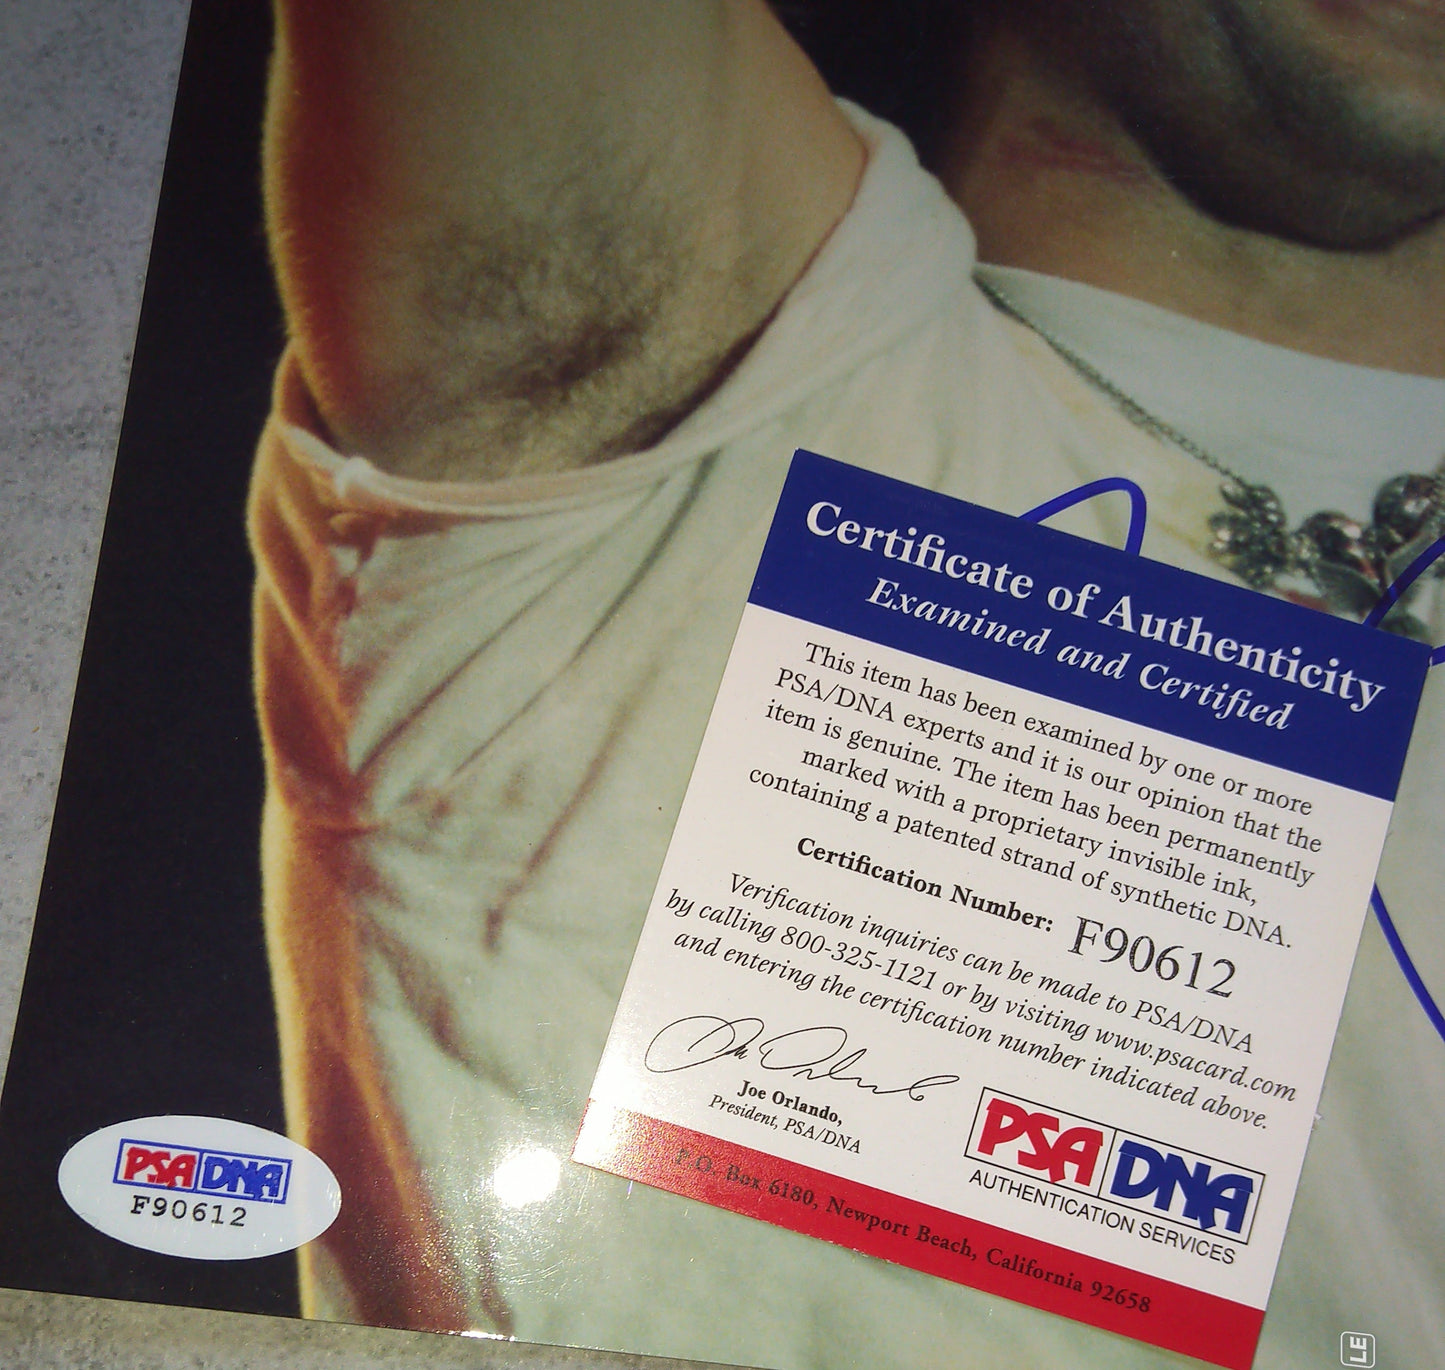 Certificate of Authenticity
Examined and Certified
This item has been examined by one or more
PSA/DNA experts and it is our opinion that the
item is genuine. The item has been permanently
marked with a proprietary invisible ink,
containing a patented strand of synthetic DNA.
Certification Number: F90612
Verification inquiries can be made to PSA/DNA
by calling 800-325-1121 or by visiting www.psacard.com
and entering the certification number indicated above.
Joe Orlando,
President, PSA/DNA
PSA DNA
AUTHENTICATION SERVICES
P.O. Box 6180, Newport Beach, California 92658
PSA DNA
F90612
LE